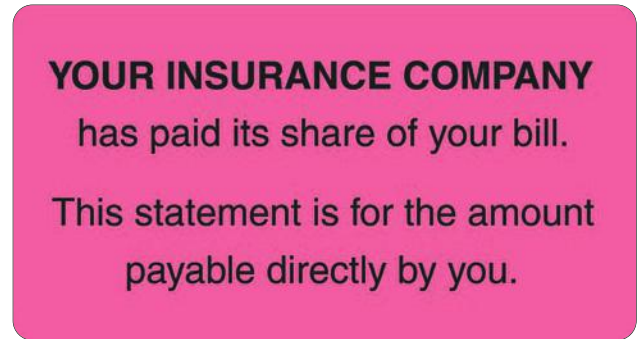 YOUR INSURANCE COMPANY
has paid its share of your bill.
This statement is for the amount
payable directly by you.